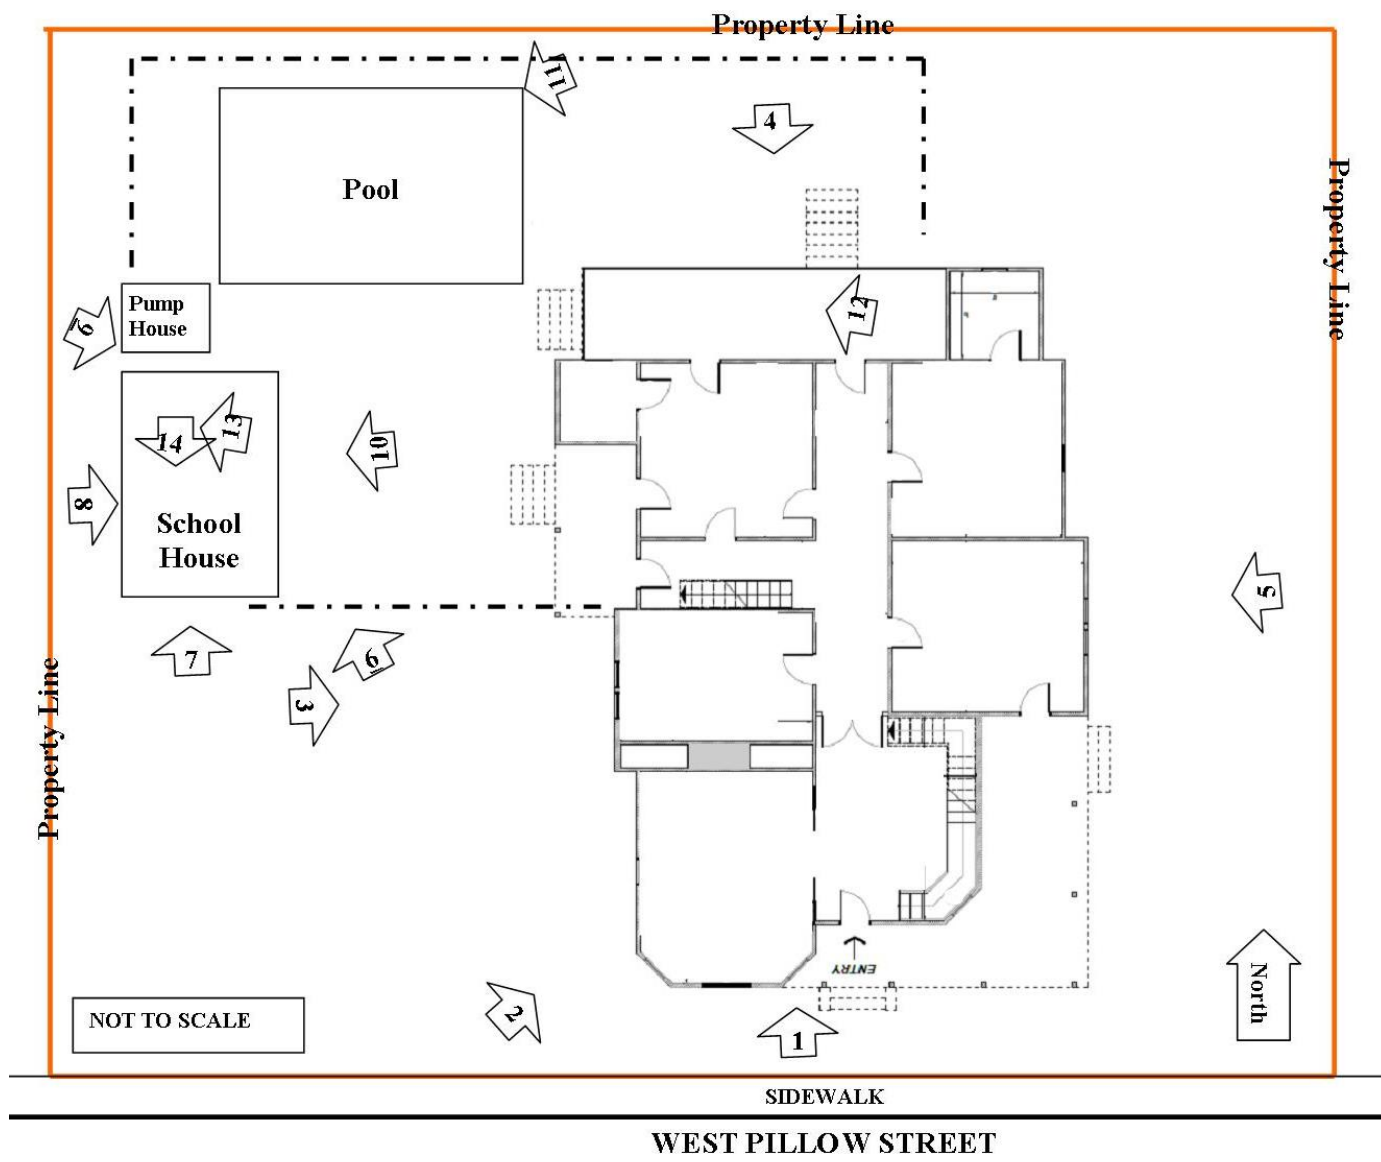 Property Line
11
4
Property Line
Pool
Pump
House
9
12
13
14
10
8
School
House
5
7
6
3
Property Line
ENTRY
North
2
1
NOT TO SCALE
SIDEWALK
WEST PILLOW STREET